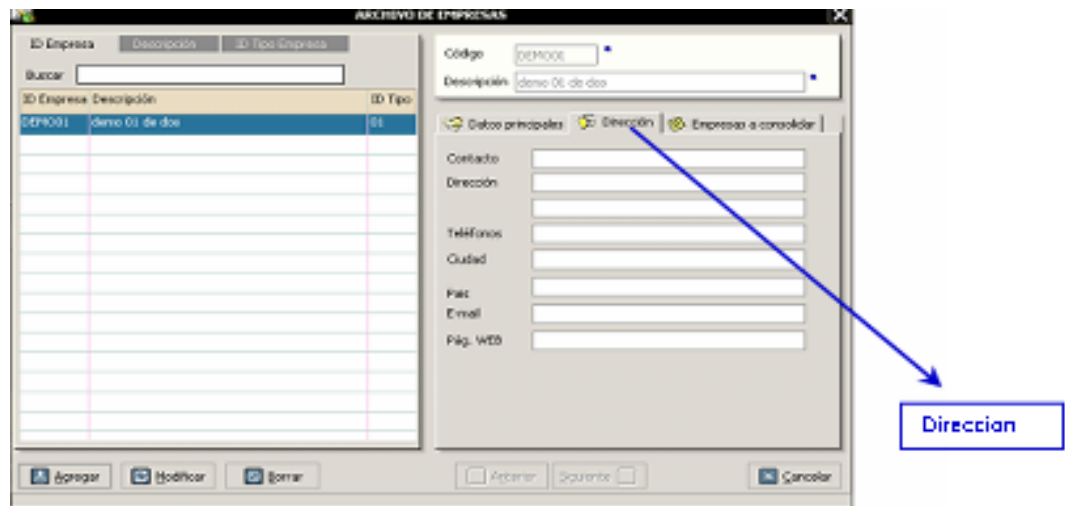 ARCHIVO DE EMPRESAS
ID Empresa Descripción ID Tipo Empresa
Buscar
ID Empresa Descripción ID Tipo
DEMO01 demo 01 de dos 01
Código DEMO01 *
Descripción demo 01 de dos *
Datos principales Dirección Empresas a consolidar
Contacto
Dirección
Teléfonos
Ciudad
País
E-mail
Pág. WEB
Direccian
Agregar Modificar Borrar Anterior Siguiente Cancelar